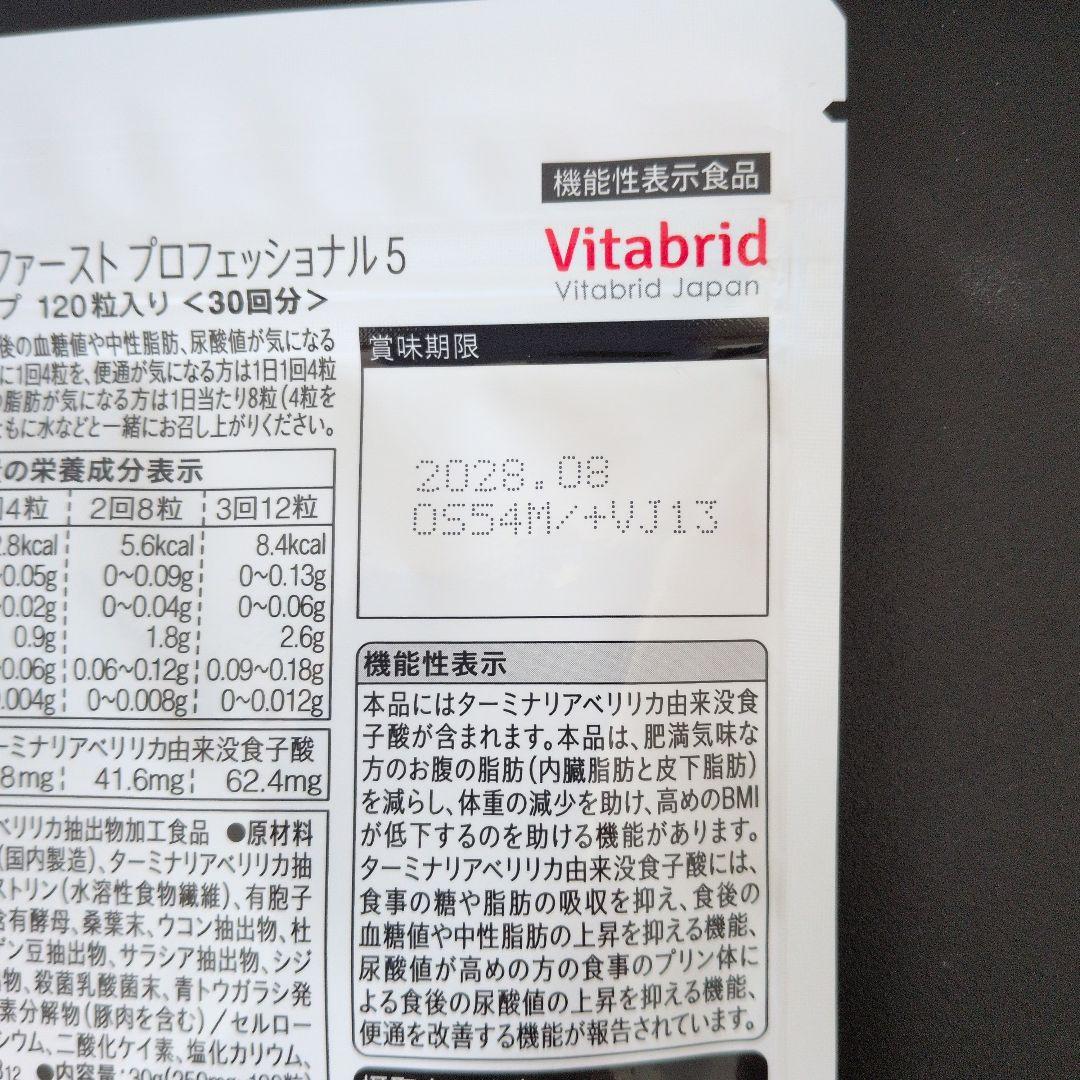 機能性表示食品
Vitabrid
Vitabrid Japan
ファースト プロフェッショナル 5
プ 120粒入り <30回分>
後の血糖値や中性脂肪、尿酸値が気になる
に1回4粒を、便通が気になる方は1日1回4粒
脂肪が気になる方は1日当たり8粒(4粒を
ともに水などと一緒にお召し上がりください。
の栄養成分表示
4粒 2回8粒 3回12粒
.8kcal 5.6kcal 8.4kcal
0.05g 0~0.09g 0~0.13g
0.02g 0~0.04g 0~0.06g
0.9g 1.8g 2.6g
0.06g 0.06~0.12g 0.09~0.18g
.004g 0~0.008g 0~0.012g
ーミナリアベリリカ由来没食子酸
8mg 41.6mg 62.4mg
ベリリカ抽出物加工食品 ●原材料
(国内製造)、ターミナリアベリリカ抽
ストリン(水溶性食物繊維)、有胞子
含有酵母、桑葉末、ウコン抽出物、杜
ゲン豆抽出物、サラシア抽出物、シジ
物、殺菌乳酸菌末、青トウガラシ発
素分解物(豚肉を含む)/セルロー
シウム、二酸化ケイ素、塩化カリウム、
B12 ●内容量:30g(250mg×120粒)
賞味期限
2028.08
0S54M/+VJ13
機能性表示
本品にはターミナリアベリリカ由来没食
子酸が含まれます。本品は、肥満気味な
方のお腹の脂肪(内臓脂肪と皮下脂肪)
を減らし、体重の減少を助け、高めのBMI
が低下するのを助ける機能があります。
ターミナリアベリリカ由来没食子酸には、
食事の糖や脂肪の吸収を抑え、食後の
血糖値や中性脂肪の上昇を抑える機能、
尿酸値が高めの方の食事のプリン体に
よる食後の尿酸値の上昇を抑える機能、
便通を改善する機能が報告されています。